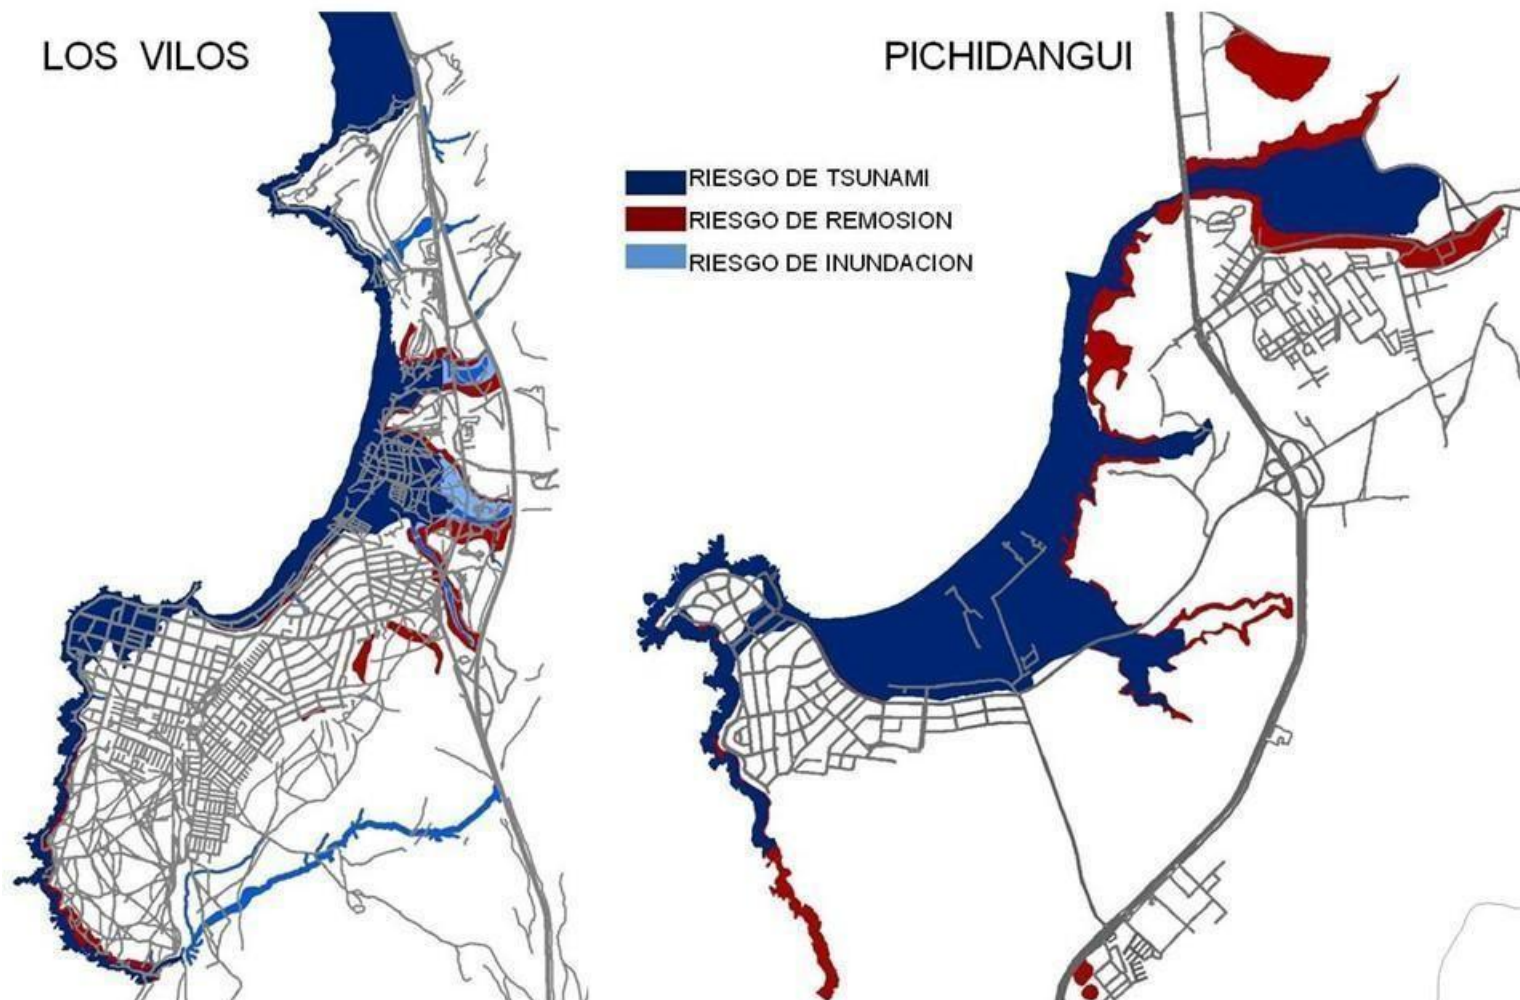 LOS VILOS
PICHIDANGUI
RIESGO DE TSUNAMI
RIESGO DE REMOSION
RIESGO DE INUNDACION